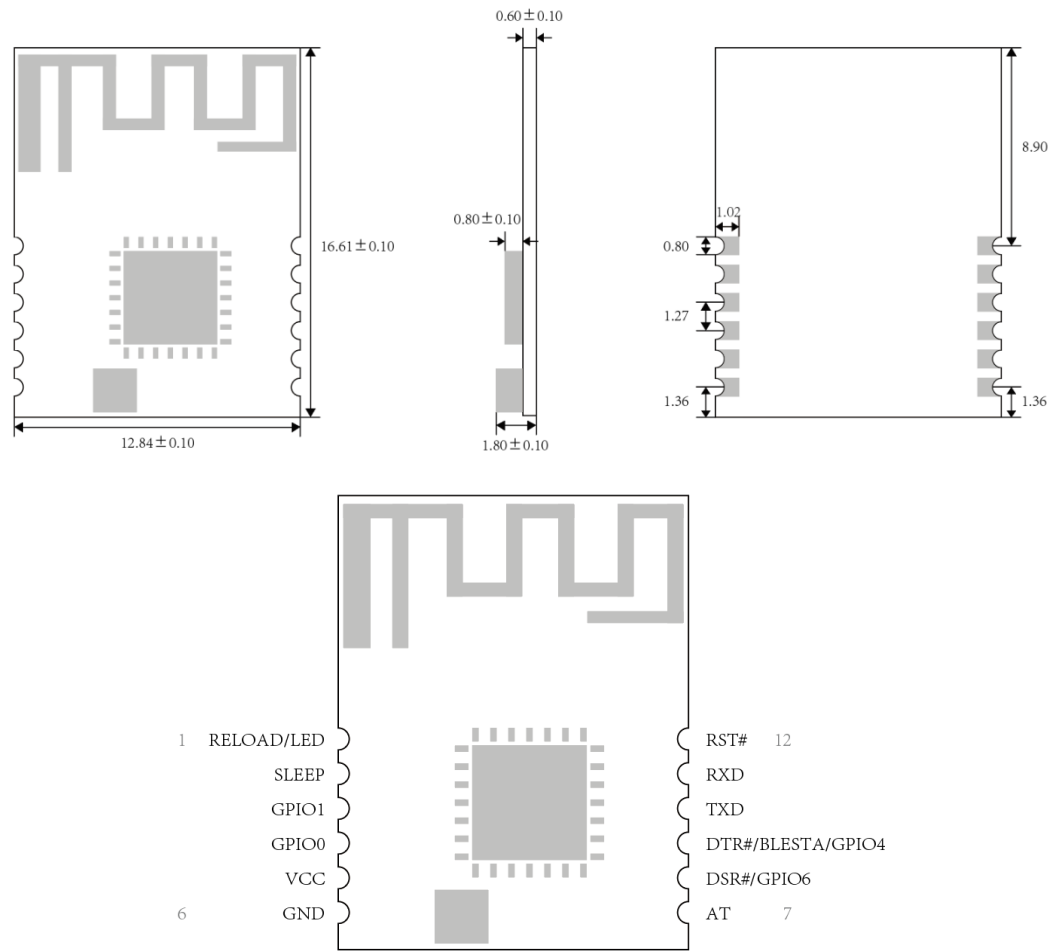 0.60±0.10
8.90
1.02
0.80±0.10
16.61±0.10
0.80
1.27
1.36
1.36
12.84±0.10
1.80±0.10
1 RELOAD/LED
RST# 12
SLEEP
RXD
GPIO1
TXD
GPIO0
DTR#/BLESTA/GPIO4
VCC
DSR#/GPIO6
6 GND
AT 7